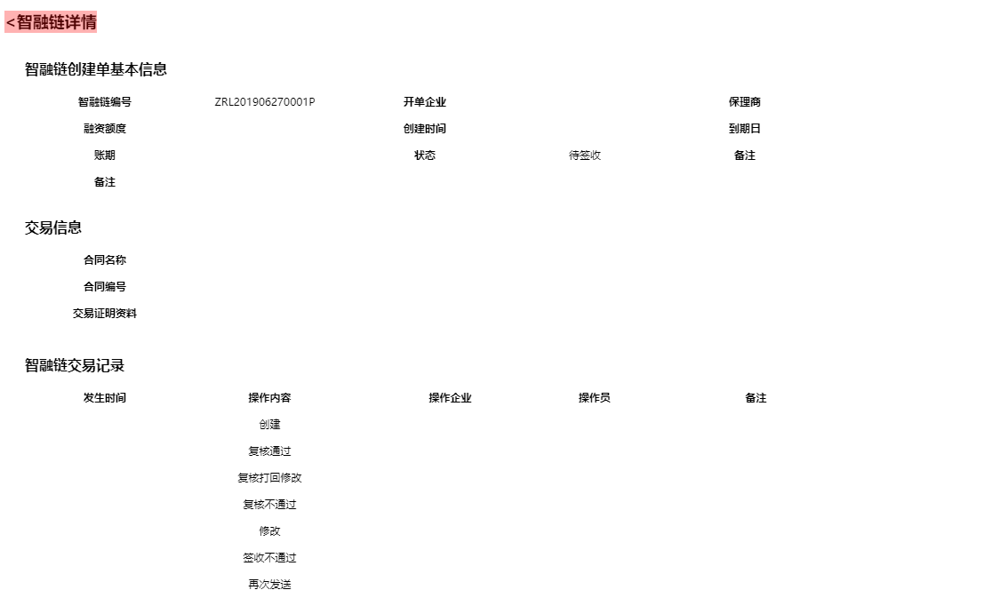 <智融链详情
智融链创建单基本信息
智融链编号 ZRL201906270001P 开单企业 保理商
融资额度 创建时间 到期日
账期 状态 待签收 备注
备注
交易信息
合同名称
合同编号
交易证明资料
智融链交易记录
发生时间 操作内容 操作企业 操作员 备注
创建
复核通过
复核打回修改
复核不通过
修改
签收不通过
再次发送